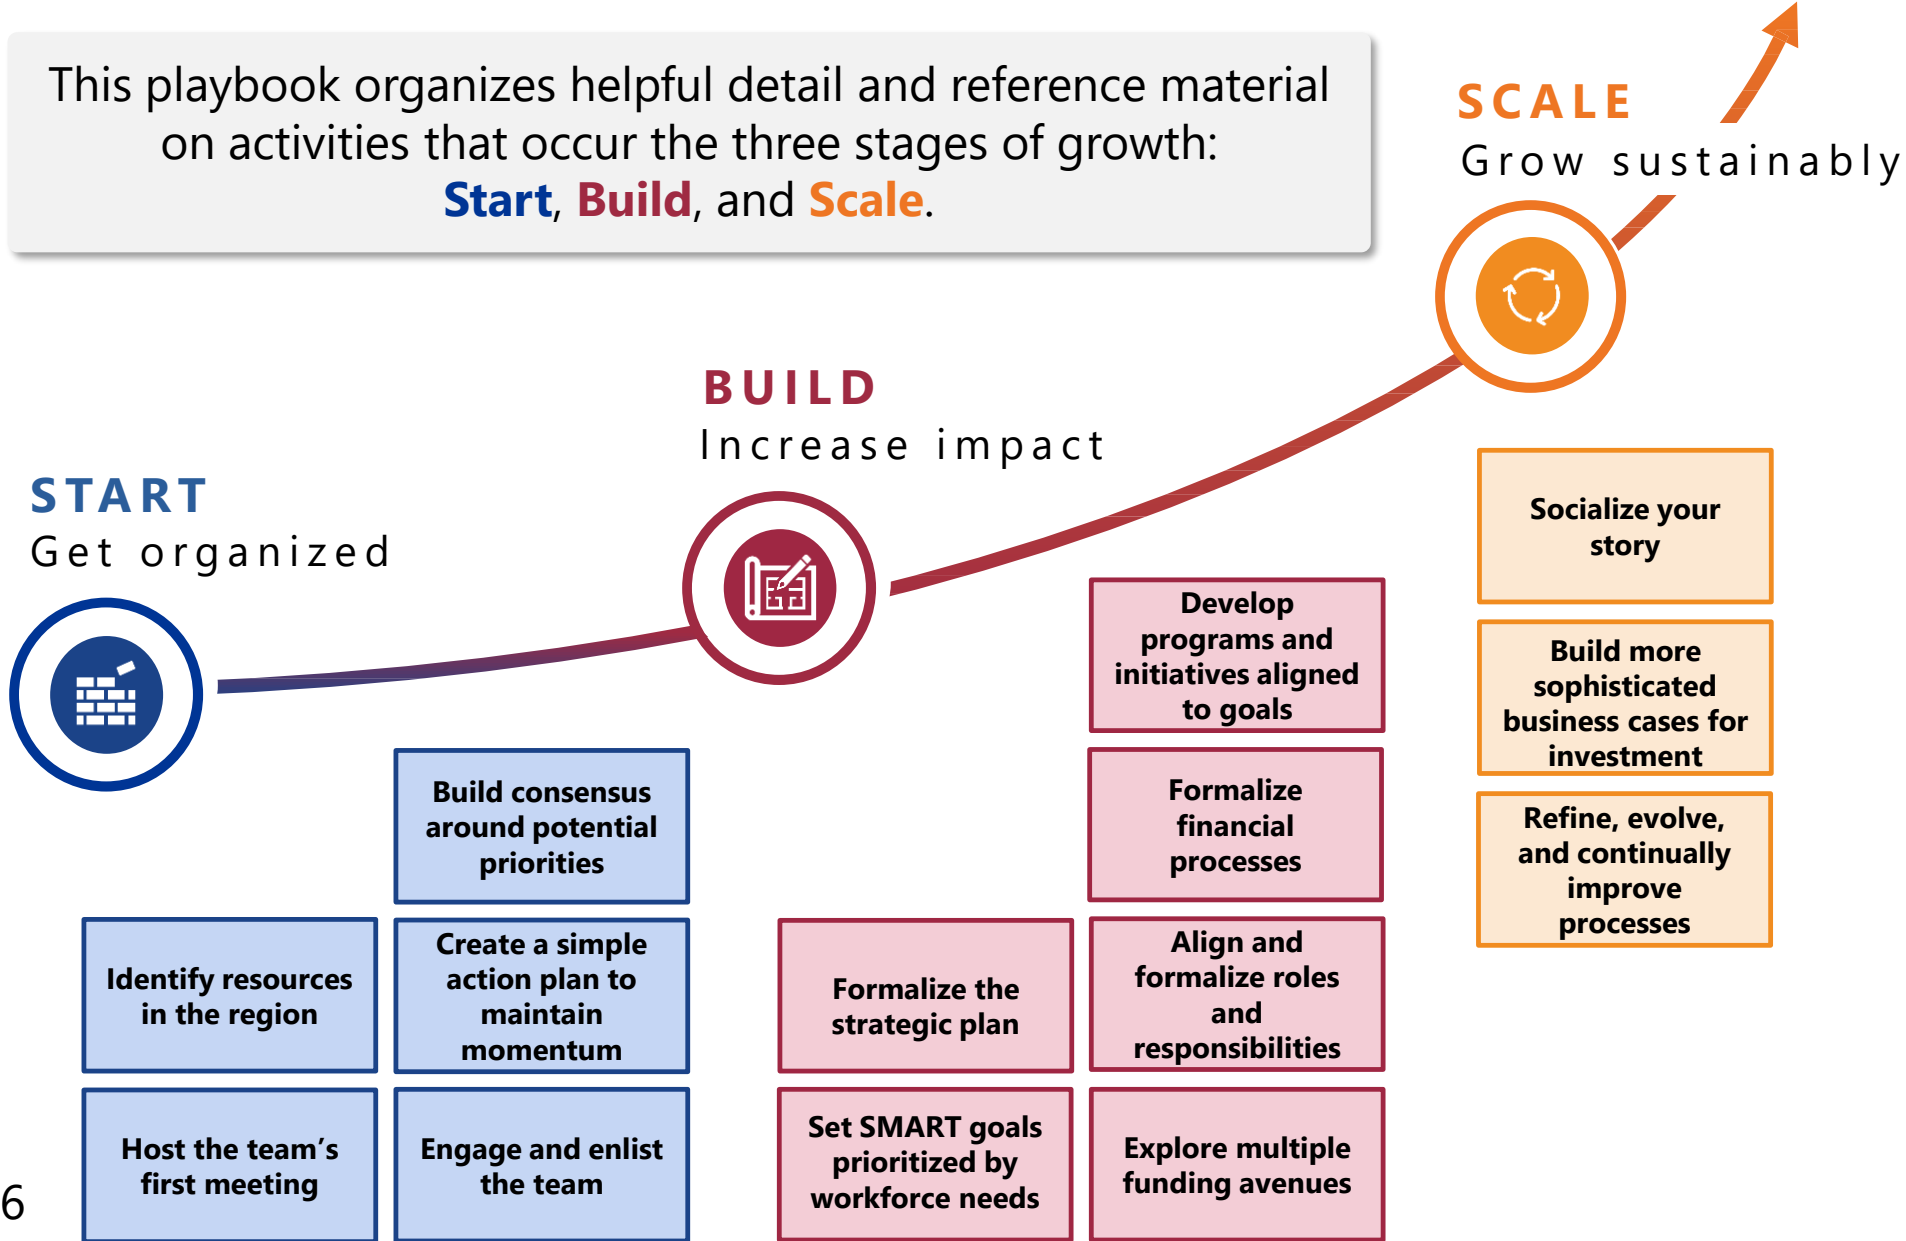 This playbook organizes helpful detail and reference material
on activities that occur the three stages of growth:
Start, Build, and Scale.
SCALE
Grow sustainably
BUILD
Increase impact
START
Get organized
Build consensus
around potential
priorities
Identify resources
in the region
Create a simple
action plan to
maintain
momentum
Host the team's
first meeting
Engage and enlist
the team
Develop
programs and
initiatives aligned
to goals
Formalize
financial
processes
Formalize the
strategic plan
Align and
formalize roles
and
responsibilities
Set SMART goals
prioritized by
workforce needs
Explore multiple
funding avenues
Socialize your
story
Build more
sophisticated
business cases for
investment
Refine, evolve,
and continually
improve
processes
6